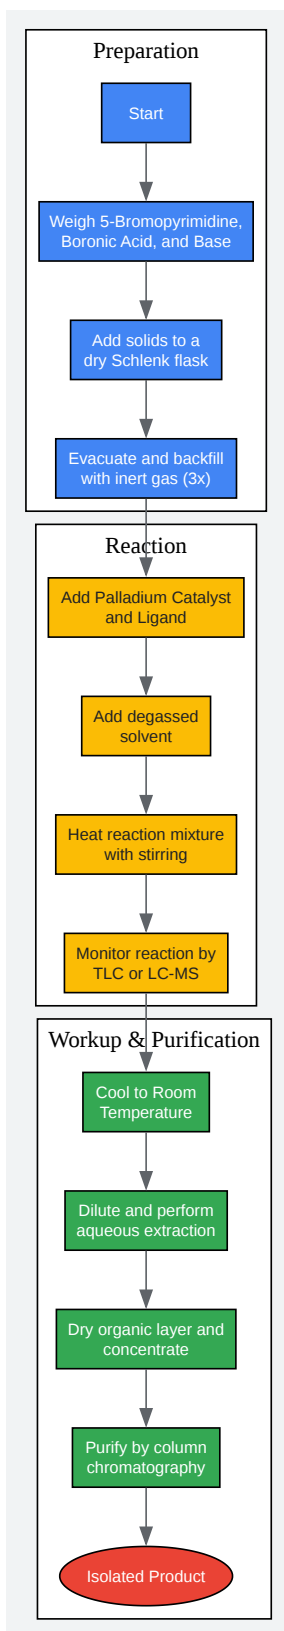 Preparation
Start
Weigh 5-Bromopyrimidine,
Boronic Acid, and Base
Add solids to a
dry Schlenk flask
Evacuate and backfill
with inert gas (3x)
Reaction
Add Palladium Catalyst
and Ligand
Add degassed
solvent
Heat reaction mixture
with stirring
Monitor reaction by
TLC or LC-MS
Workup & Purification
Cool to Room
Temperature
Dilute and perform
aqueous extraction
Dry organic layer and
concentrate
Purify by column
chromatography
Isolated Product